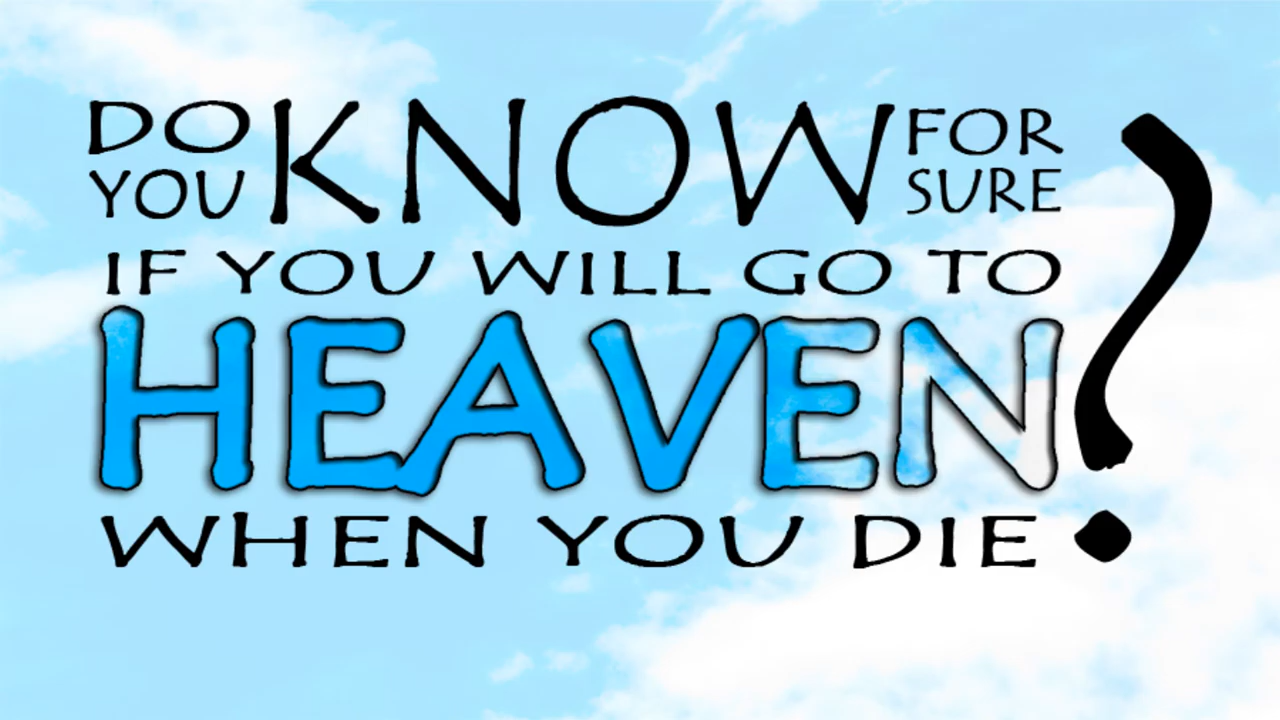 DO YOU KNOW FOR SURE
IF YOU WILL GO TO
HEAVEN
WHEN YOU DIE?